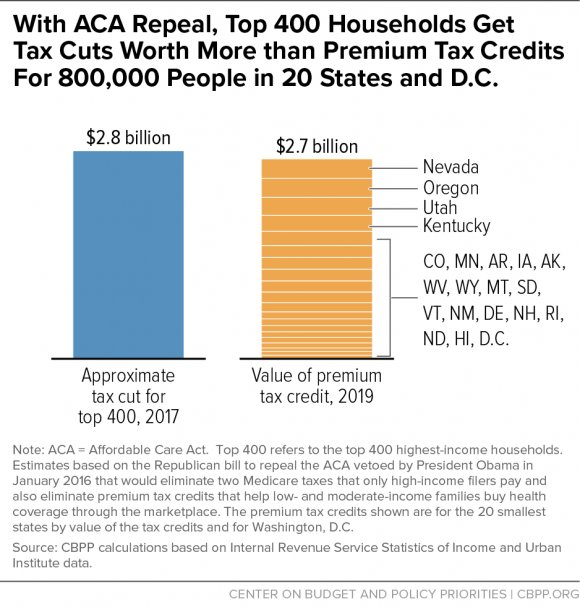 With ACA Repeal, Top 400 Households Get
Tax Cuts Worth More than Premium Tax Credits
For 800,000 People in 20 States and D.C.
$2.8 billion
$2.7 billion
Nevada
Oregon
Utah
Kentucky
CO, MN, AR, IA, AK,
WV, WY, MT, SD,
VT, NM, DE, NH, RI,
ND, HI, D.C.
Approximate
tax cut for
top 400, 2017
Value of premium
tax credit, 2019
Note: ACA = Affordable Care Act.  Top 400 refers to the top 400 highest-income households.
Estimates based on the Republican bill to repeal the ACA vetoed by President Obama in
January 2016 that would eliminate two Medicare taxes that only high-income filers pay and
also eliminate premium tax credits that help low- and moderate-income families buy health
coverage through the marketplace. The premium tax credits shown are for the 20 smallest
states by value of the tax credits and for Washington, D.C.
Source: CBPP calculations based on Internal Revenue Service Statistics of Income and Urban
Institute data.
CENTER ON BUDGET AND POLICY PRIORITIES | CBPP.ORG